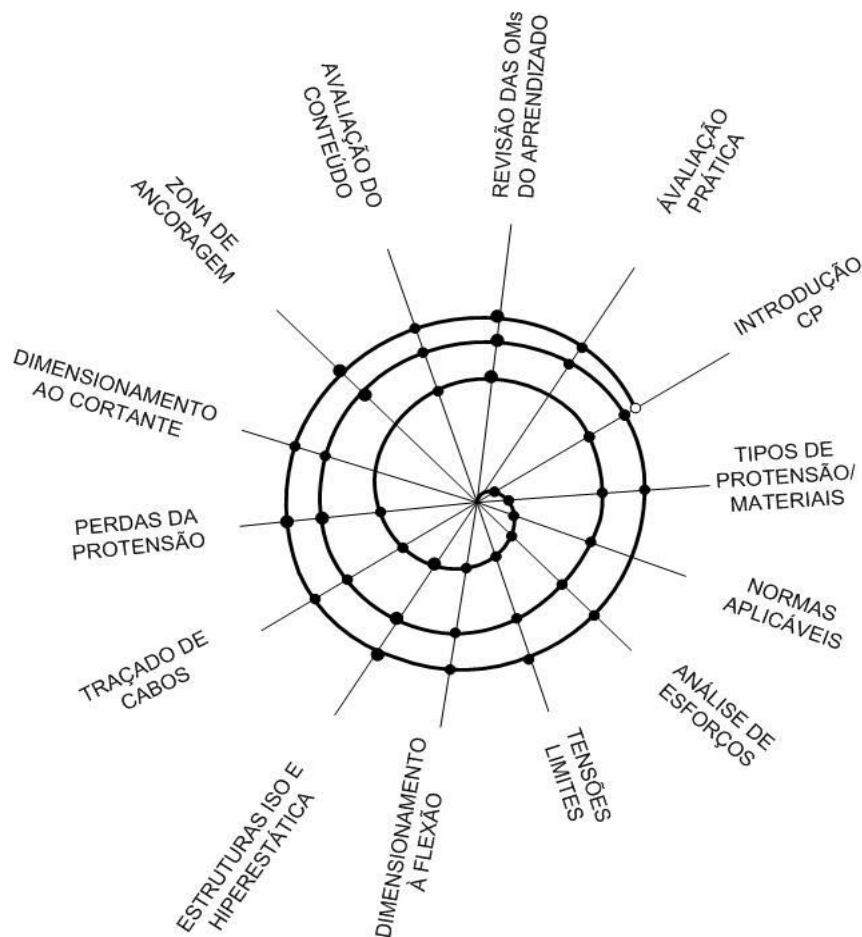 REVISÃO DAS OMs
DO APRENDIZADO
ÁVALIAÇÃO
PRÁTICA
INTRODUÇÃO
CP
TIPOS DE
PROTENSÃO/
MATERIAIS
NORMAS
APLICÁVEIS
ANÁLISE DE
ESFORÇOS
TENSÕES
LIMITES
DIMENSIONAMENTO
À FLEXÃO
ESTRUTURAS ISO E
HIPERESTÁTICA
TRAÇADO DE
CABOS
PERDAS DA
PROTENSÃO
DIMENSIONAMENTO
AO CORTANTE
ZONA DE
ANCORAGEM
AVALIAÇÃO DO
CONTEÚDO